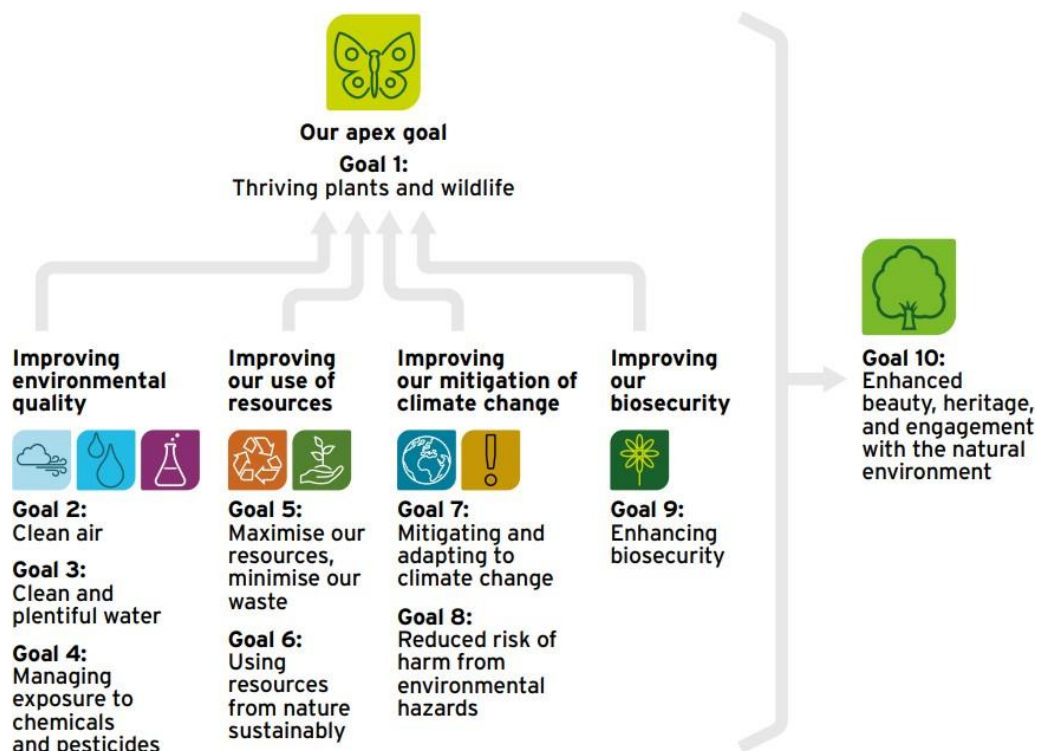 Our apex goal
Goal 1:
Thriving plants and wildlife
Improving
environmental
quality
Goal 2:
Clean air
Goal 3:
Clean and
plentiful water
Goal 4:
Managing
exposure to
chemicals
and pesticides
Improving
our use of
resources
Goal 5:
Maximise our
resources,
minimise our
waste
Goal 6:
Using
resources
from nature
sustainably
Improving
our mitigation of
climate change
Goal 7:
Mitigating and
adapting to
climate change
Goal 8:
Reduced risk of
harm from
environmental
hazards
Improving
our
biosecurity
Goal 9:
Enhancing
biosecurity
Goal 10:
Enhanced
beauty, heritage,
and engagement
with the natural
environment